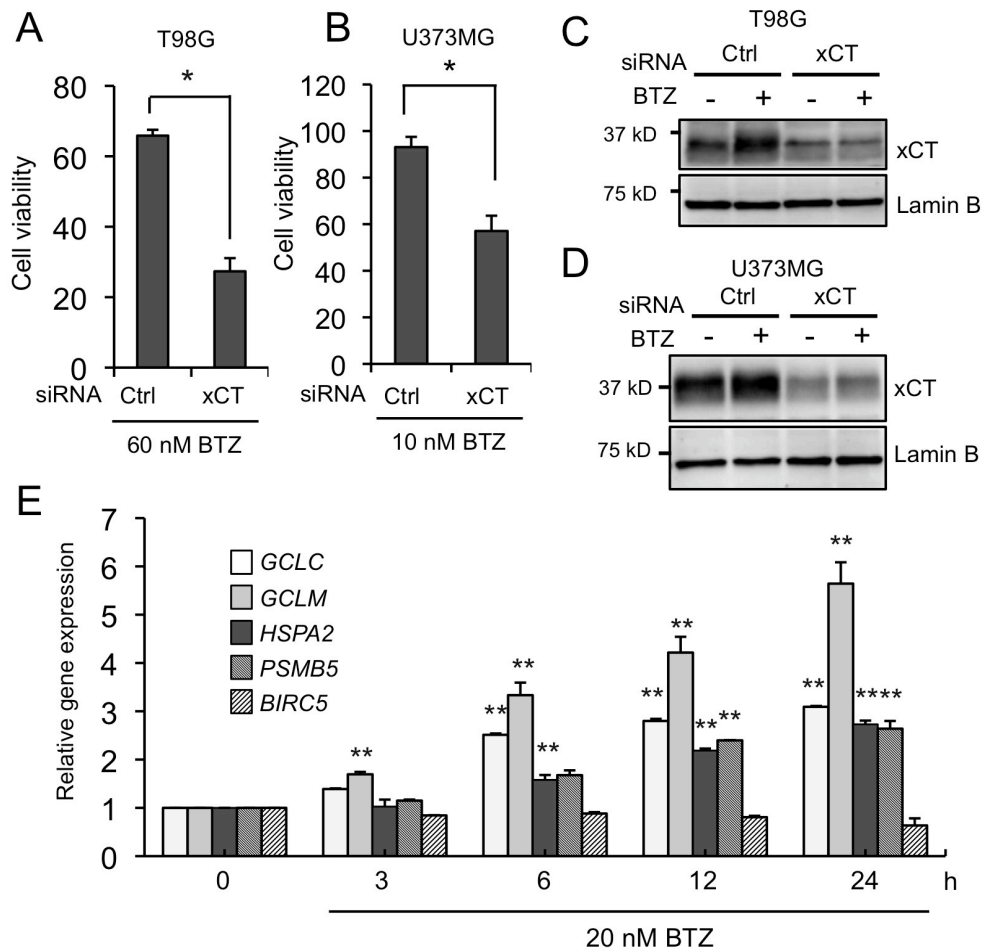 A
T98G
*
80
60
40
20
0
Cell viability
siRNA Ctrl xCT
60 nM BTZ
B
U373MG
*
120
100
80
60
40
20
0
Cell viability
siRNA Ctrl xCT
10 nM BTZ
C
T98G
siRNA Ctrl xCT
BTZ - + - +
37 kD xCT
75 kD Lamin B
D
U373MG
siRNA Ctrl xCT
BTZ - + - +
37 kD xCT
75 kD Lamin B
E
7
6
5
4
3
2
1
0
Relative gene expression
GCLC
GCLM
HSPA2
PSMB5
BIRC5
**
** ** **
** ** ** **
** ** ** **
0 3 6 12 24 h
20 nM BTZ